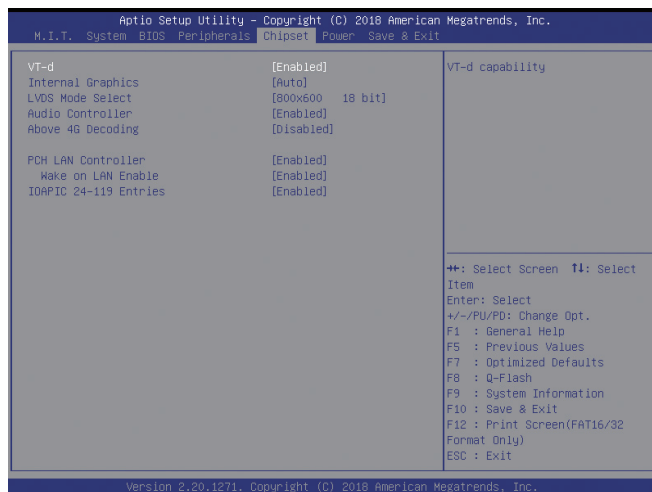 Aptio Setup Utility – Copyright (C) 2018 American Megatrends, Inc.
M.I.T. System BIOS Peripherals Chipset Power Save & Exit
VT-d [Enabled]
Internal Graphics [Auto]
LVDS Mode Select [800x600 18 bit]
Audio Controller [Enabled]
Above 4G Decoding [Disabled]
PCH LAN Controller [Enabled]
Wake on LAN Enable [Enabled]
IOAPIC 24-119 Entries [Enabled]
VT-d capability
→←: Select Screen ↑↓: Select
Item
Enter: Select
+/-/PU/PD: Change Opt.
F1 : General Help
F5 : Previous Values
F7 : Optimized Defaults
F8 : Q-Flash
F9 : System Information
F10 : Save & Exit
F12 : Print Screen(FAT16/32
Format Only)
ESC : Exit
Version 2.20.1271. Copyright (C) 2018 American Megatrends, Inc.